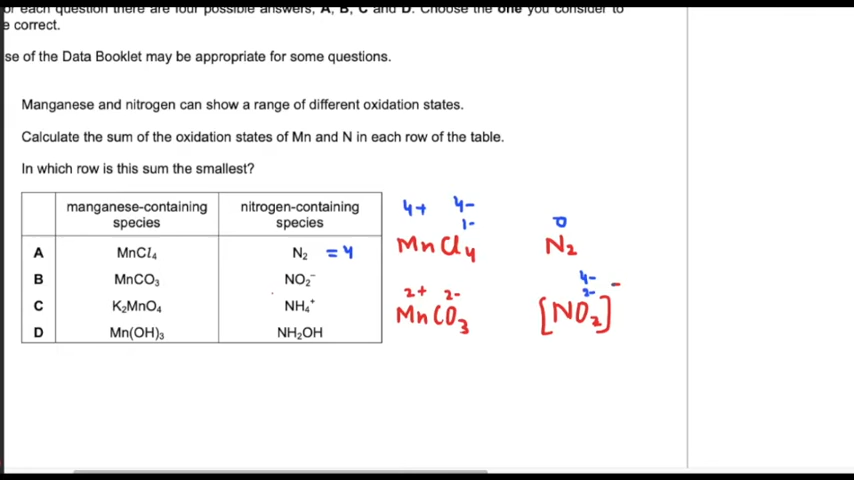 or each question there are four possible answers, A, B, C and D. Choose the one you consider to
e correct.
se of the Data Booklet may be appropriate for some questions.
Manganese and nitrogen can show a range of different oxidation states.
Calculate the sum of the oxidation states of Mn and N in each row of the table.
In which row is this sum the smallest?
manganese-containing species nitrogen-containing species
A MnCl₄ N₂ = 4
B MnCO₃ NO₂⁻
C K₂MnO₄ NH₄⁺
D Mn(OH)₃ NH₂OH
4+ 4-
1- 0
MnCl₄ N₂
4-
2+ 2- 2-
MnCO₃ [NO₂]⁻